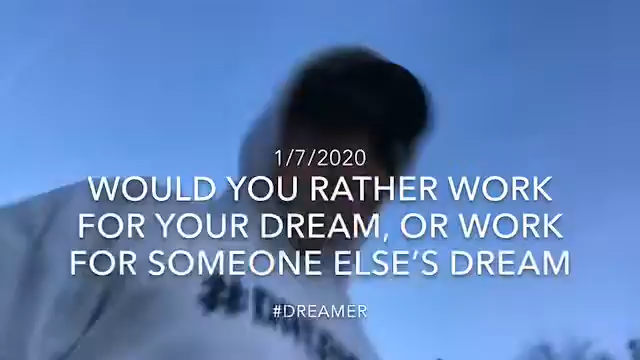 1/7/2020
WOULD YOU RATHER WORK
FOR YOUR DREAM, OR WORK
FOR SOMEONE ELSE'S DREAM
#DREAMER